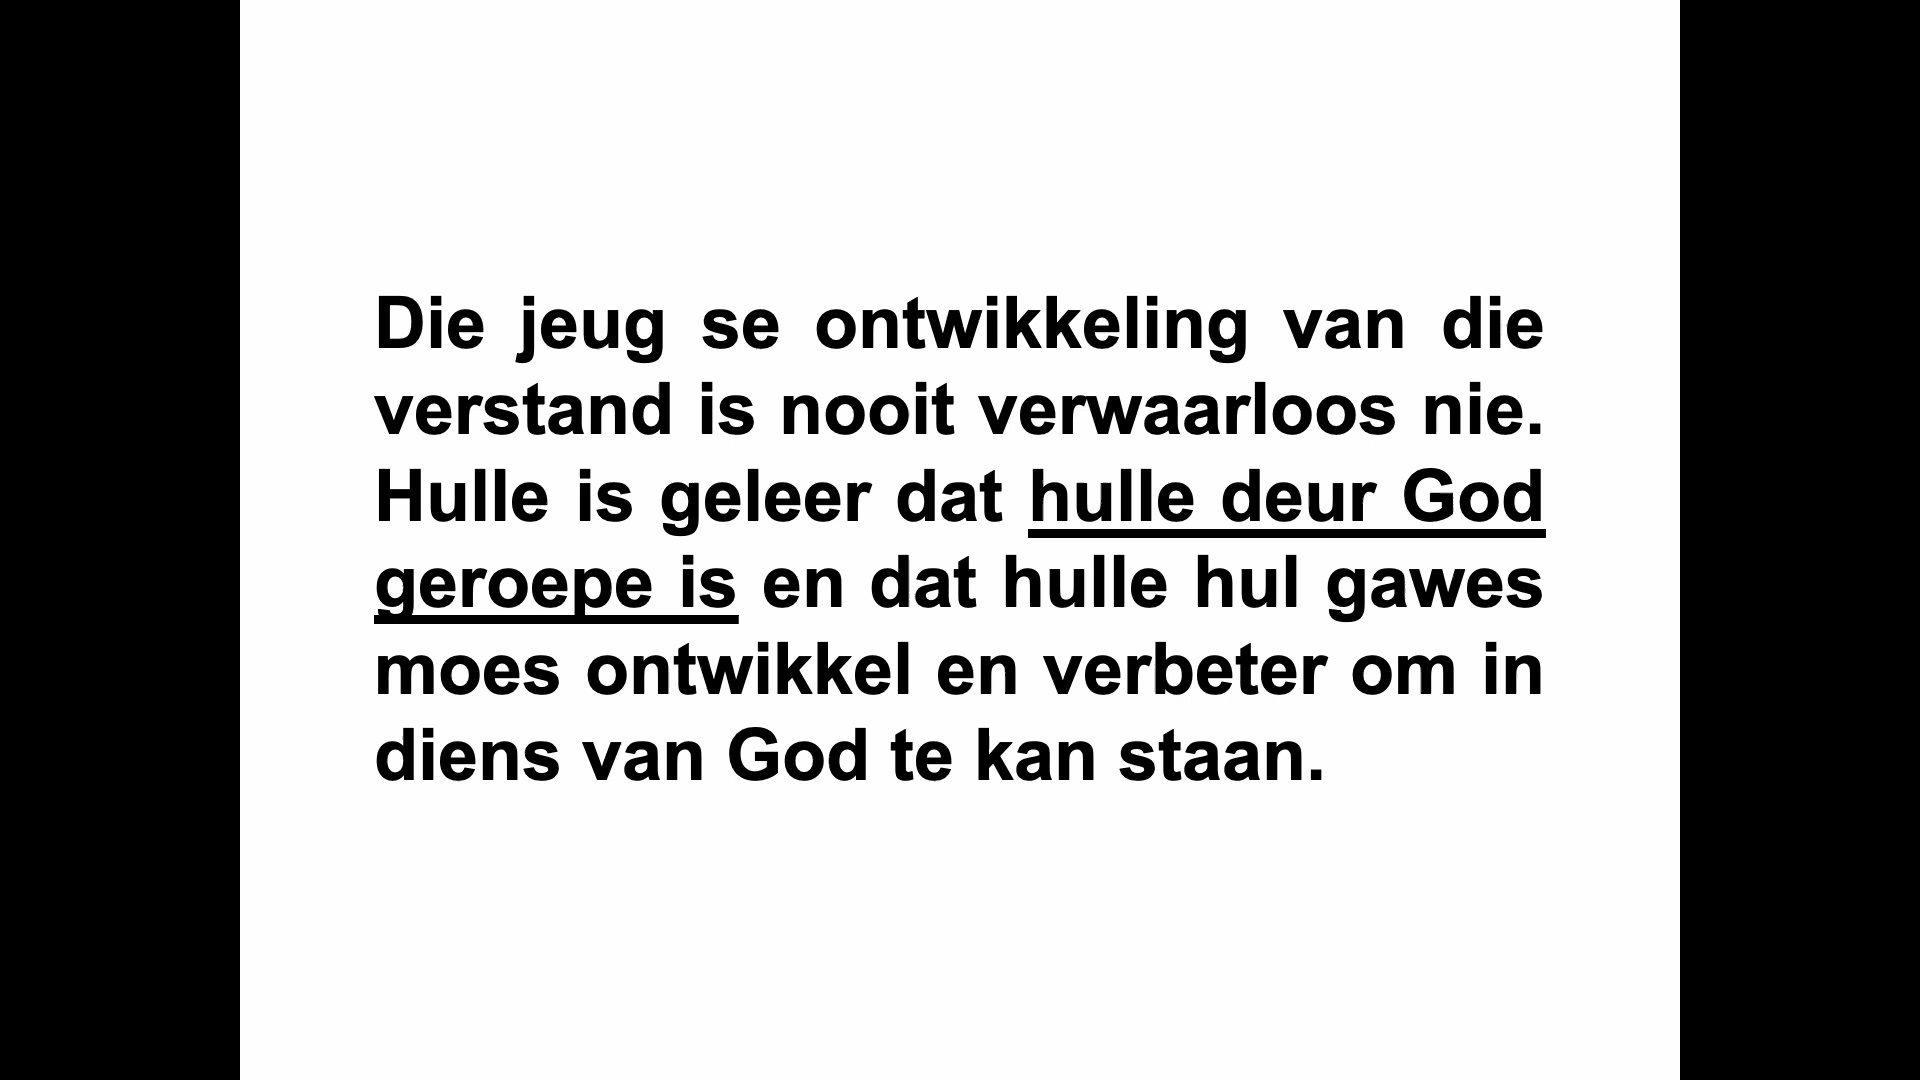 Die jeug se ontwikkeling van die
verstand is nooit verwaarloos nie.
Hulle is geleer dat hulle deur God
geroepe is en dat hulle hul gawes
moes ontwikkel en verbeter om in
diens van God te kan staan.